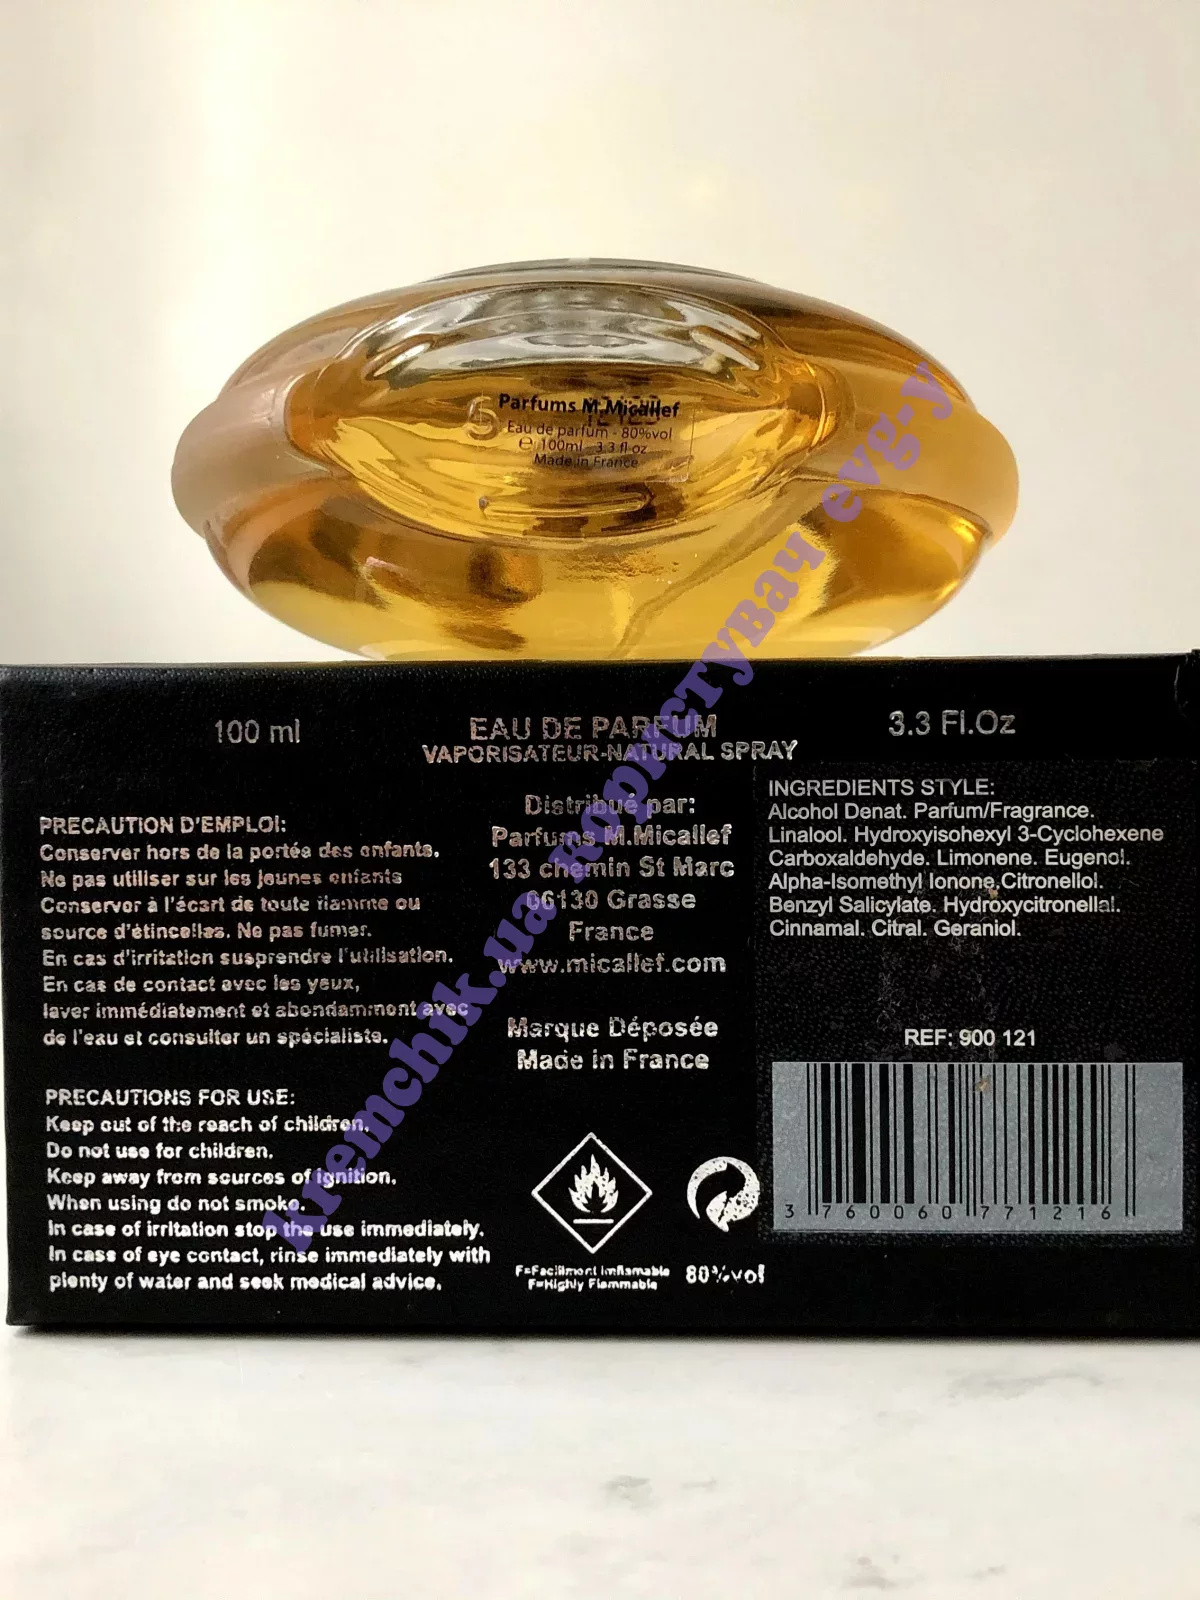 Parfums M.Micallef
Eau de parfum - 80%vol
℮ 100ml - 3.3 fl oz
Made in France
100 ml
EAU DE PARFUM
VAPORISATEUR-NATURAL SPRAY
3.3 Fl.Oz
PRECAUTION D'EMPLOI:
Conserver hors de la portée des enfants.
Ne pas utiliser sur les jeunes enfants
Conserver à l'écart de toute flamme ou
source d'étincelles. Ne pas fumer.
En cas d'irritation suspendre l'utilisation.
En cas de contact avec les yeux,
laver immédiatement et abondamment avec
de l'eau et consulter un spécialiste.
PRECAUTIONS FOR USE:
Keep out of the reach of children.
Do not use for children.
Keep away from sources of ignition.
When using do not smoke.
In case of irritation stop the use immediately.
In case of eye contact, rinse immediately with
plenty of water and seek medical advice.
Distribué par:
Parfums M.Micallef
133 chemin St Marc
06130 Grasse
France
www.micallef.com
Marque Déposée
Made in France
F=Facilment Inflamable
F=Highly Flammable
80%vol
INGREDIENTS STYLE:
Alcohol Denat. Parfum/Fragrance.
Linalool. Hydroxyisohexyl 3-Cyclohexene
Carboxaldehyde. Limonene. Eugenol.
Alpha-Isomethyl Ionone.Citronellol.
Benzyl Salicylate. Hydroxycitronellal.
Cinnamal. Citral. Geraniol.
REF: 900 121
3 760060 771216
kremchik.ua КористуВач evg-y